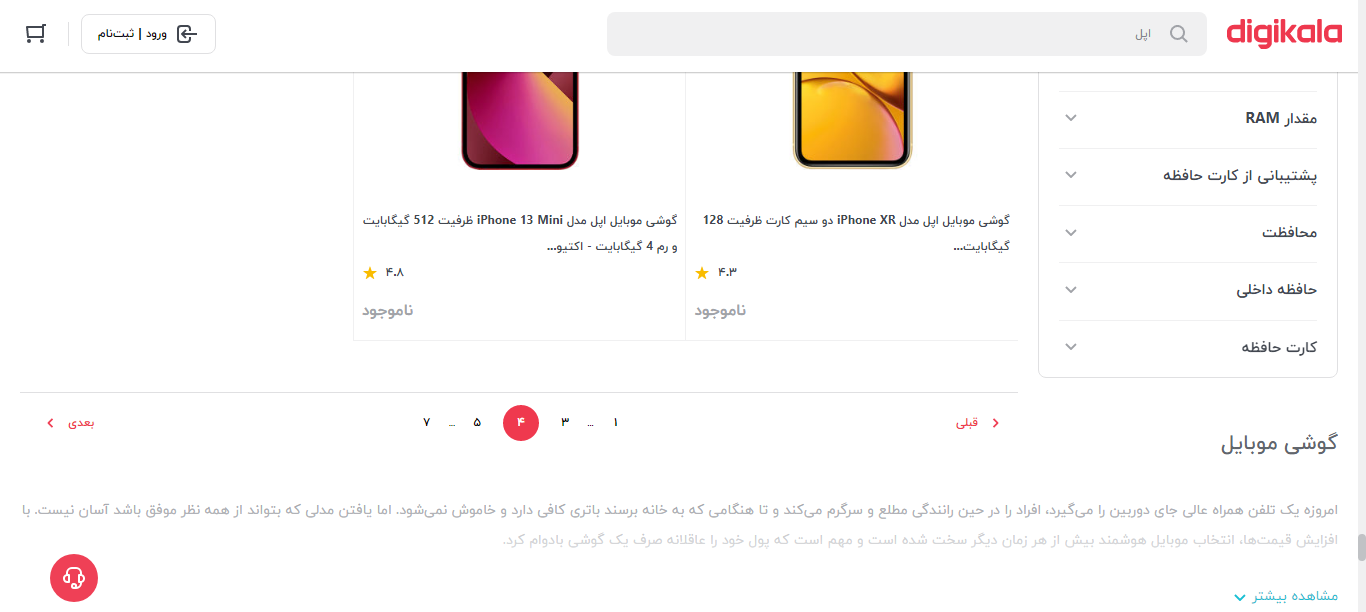 digikala
اپل
ورود | ثبت‌نام
مقدار RAM
پشتیبانی از کارت حافظه
محافظت
حافظه داخلی
کارت حافظه
گوشی موبایل اپل مدل iPhone XR دو سیم‌ کارت ظرفیت 128
گیگابایت...
۴.۳
ناموجود
گوشی موبایل اپل مدل iPhone 13 Mini ظرفیت 512 گیگابایت
و رم 4 گیگابایت - اکتیو...
۴.۸
ناموجود
قبلی
۱ ... ۳ ۴ ۵ ... ۷
بعدی
گوشی موبایل
امروزه یک تلفن همراه عالی جای دوربین را می‌گیرد، افراد را در حین رانندگی مطلع و سرگرم می‌کند و تا هنگامی که به خانه برسند باتری کافی دارد و خاموش نمی‌شود. اما یافتن مدلی که بتواند از همه نظر موفق باشد آسان نیست. با
افزایش قیمت‌ها، انتخاب موبایل هوشمند بیش از هر زمان دیگر سخت شده است و مهم است که پول خود را عاقلانه صرف یک گوشی بادوام کرد.
مشاهده بیشتر